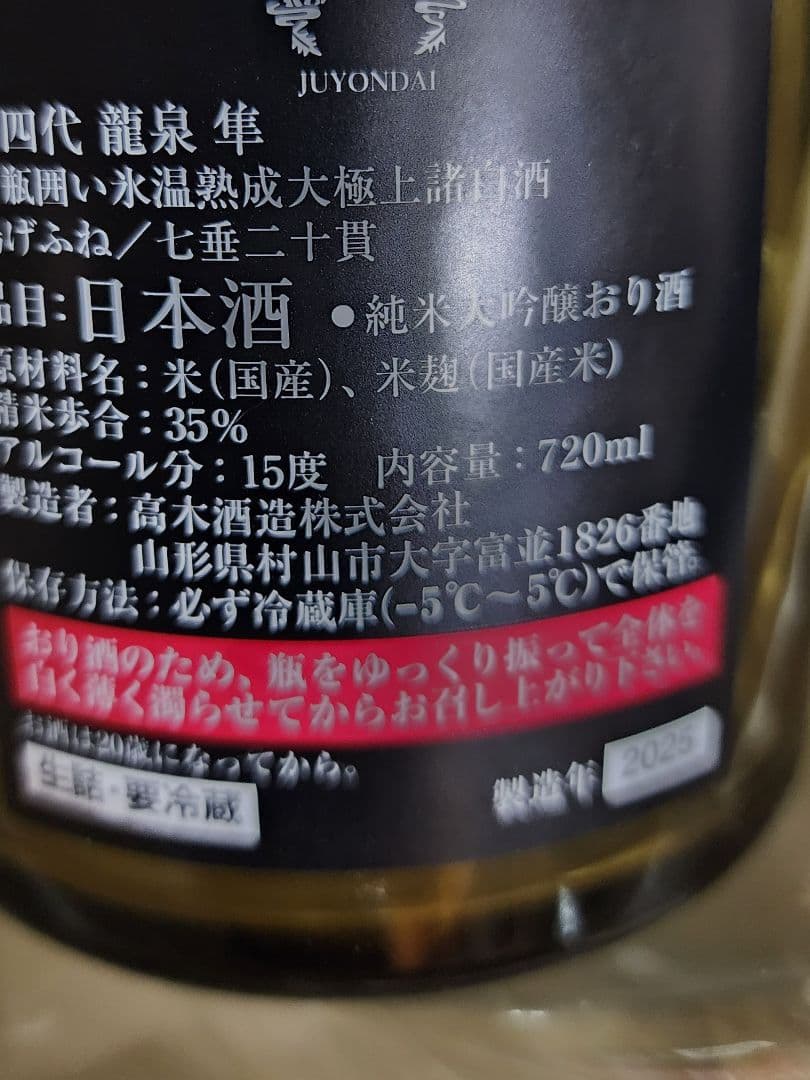 JUYONDAI
四代 龍泉 隼
瓶囲い氷温熟成大極上諸白酒
げふね／七垂二十貫
品目：日本酒 ●純米大吟醸おり酒
原材料名：米（国産）、米麹（国産米）
精米歩合：35%
アルコール分：15度 内容量：720ml
製造者：高木酒造株式会社
山形県村山市大字富並1826番地
保存方法：必ず冷蔵庫(−5℃〜5℃)で保管。
おり酒のため、瓶をゆっくり振って全体を
白く薄く濁らせてからお召し上がり下さい。
お酒は20歳になってから。
生詰・要冷蔵
製造年 2025